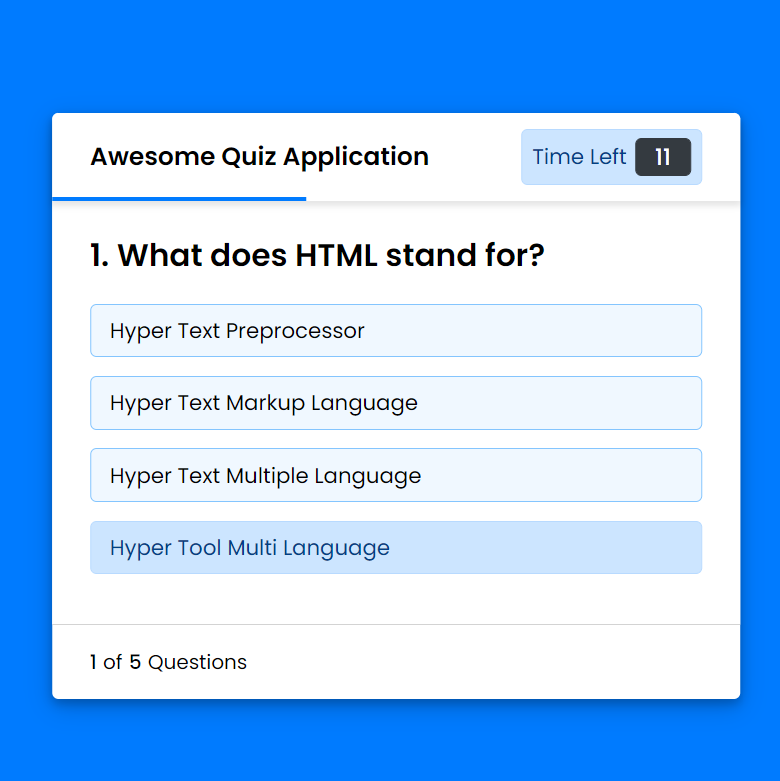 Awesome Quiz Application
Time Left 11
1. What does HTML stand for?
Hyper Text Preprocessor
Hyper Text Markup Language
Hyper Text Multiple Language
Hyper Tool Multi Language
1 of 5 Questions